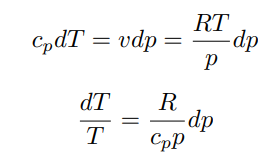 $c_p dT = v dp = \frac{RT}{p} dp$
$\frac{dT}{T} = \frac{R}{c_p p} dp$